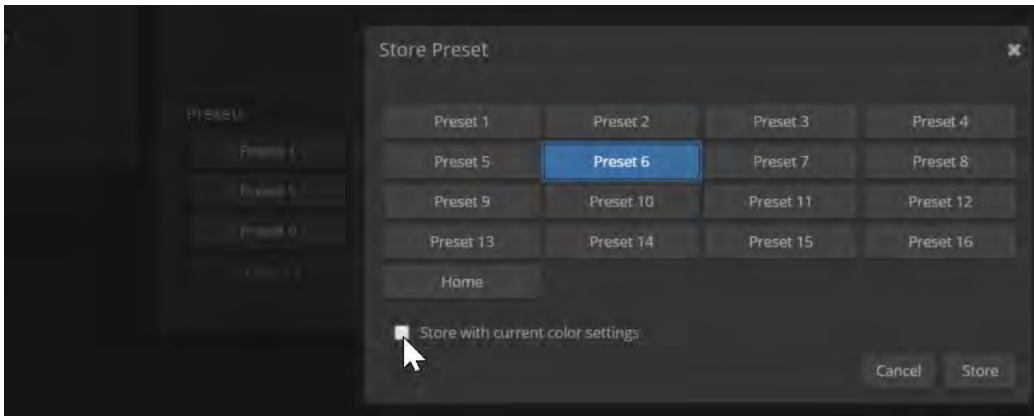 Store Preset
Presets
Preset 1 Preset 2 Preset 3 Preset 4
Preset 5 Preset 6 Preset 7 Preset 8
Preset 9 Preset 10 Preset 11 Preset 12
Preset 13 Preset 14 Preset 15 Preset 16
Home
Store with current color settings
Cancel Store